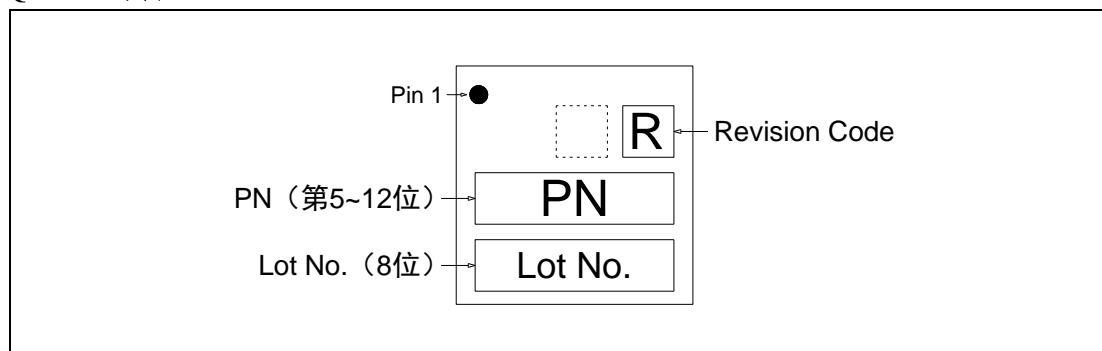 Pin 1
R
Revision Code
PN（第5~12位）
PN
Lot No.（8位）
Lot No.